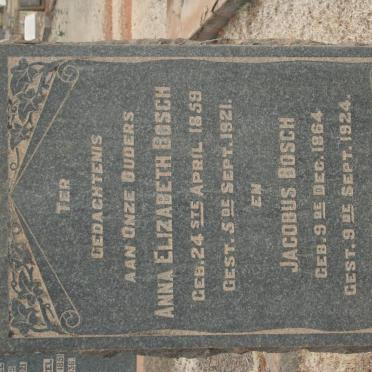 TER
GEDACHTENIS
AAN ONZE OUDERS
ANNA ELIZABETH BOSCH
GEB. 24 STE APRIL 1859
GEST. 5 DE SEPT. 1921.
EN
JACOBUS BOSCH
GEB. 9 DE DEC. 1864
GEST. 9 DE SEPT. 1924.